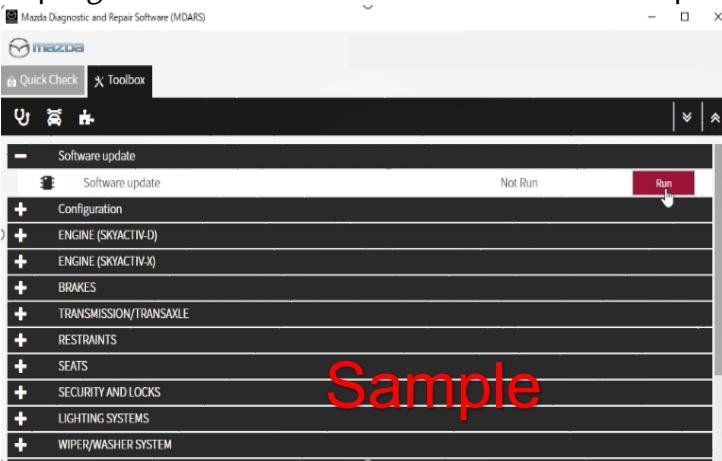 Mazda Diagnostic and Repair Software (MDARS)
mazda
Quick Check Toolbox
Software update
Software update Not Run Run
Configuration
ENGINE (SKYACTIV-D)
ENGINE (SKYACTIV-X)
BRAKES
TRANSMISSION/TRANSAXLE
RESTRAINTS
SEATS
SECURITY AND LOCKS
LIGHTING SYSTEMS
WIPER/WASHER SYSTEM
Sample